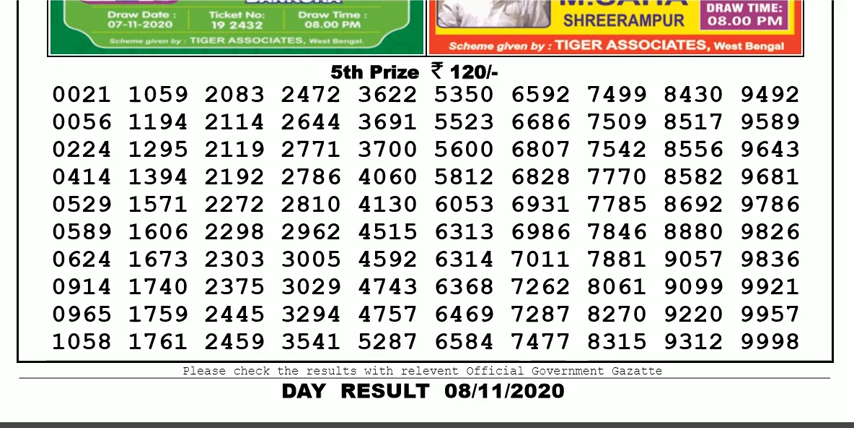 BANKURA
Draw Date : Ticket No: Draw Time :
07-11-2020 19 2432 08.00 PM
Scheme given by : TIGER ASSOCIATES, West Bengal.
M.SAHA
SHREERAMPUR
DRAW TIME:
08.00 PM
Scheme given by : TIGER ASSOCIATES, West Bengal
5th Prize ₹ 120/-
0021 1059 2083 2472 3622 5350 6592 7499 8430 9492
0056 1194 2114 2644 3691 5523 6686 7509 8517 9589
0224 1295 2119 2771 3700 5600 6807 7542 8556 9643
0414 1394 2192 2786 4060 5812 6828 7770 8582 9681
0529 1571 2272 2810 4130 6053 6931 7785 8692 9786
0589 1606 2298 2962 4515 6313 6986 7846 8880 9826
0624 1673 2303 3005 4592 6314 7011 7881 9057 9836
0914 1740 2375 3029 4743 6368 7262 8061 9099 9921
0965 1759 2445 3294 4757 6469 7287 8270 9220 9957
1058 1761 2459 3541 5287 6584 7477 8315 9312 9998
Please check the results with relevent Official Government Gazatte
DAY RESULT 08/11/2020